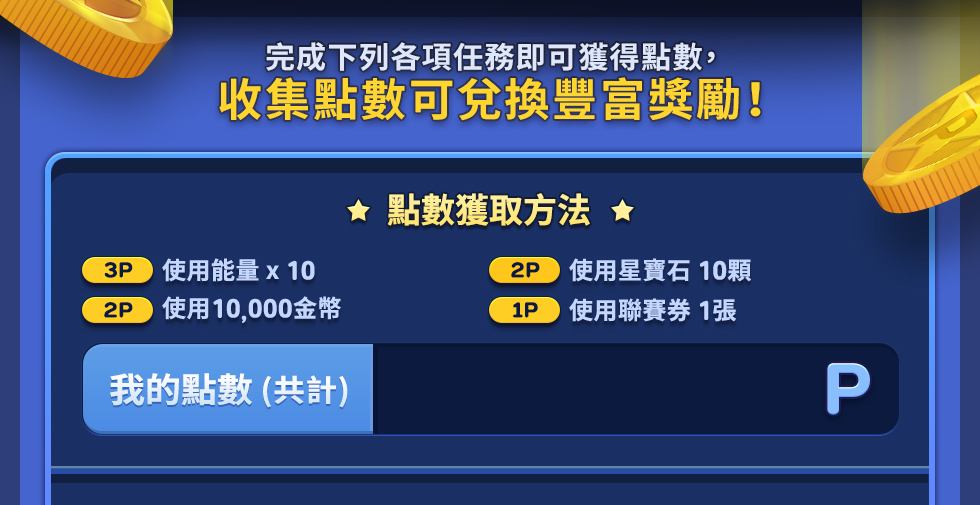 完成下列各項任務即可獲得點數，
收集點數可兌換豐富獎勵！
點數獲取方法
3P 使用能量 x 10
2P 使用星寶石 10顆
2P 使用10,000金幣
1P 使用聯賽券 1張
我的點數 (共計)
P